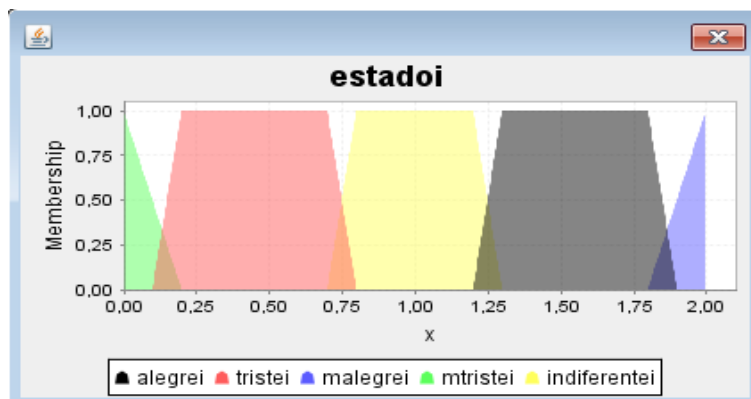 estadoi
1,00
0,75
0,50
0,25
0,00
Membership
0,00 0,25 0,50 0,75 1,00 1,25 1,50 1,75 2,00
x
alegrei tristei malegrei mtristei indiferentei